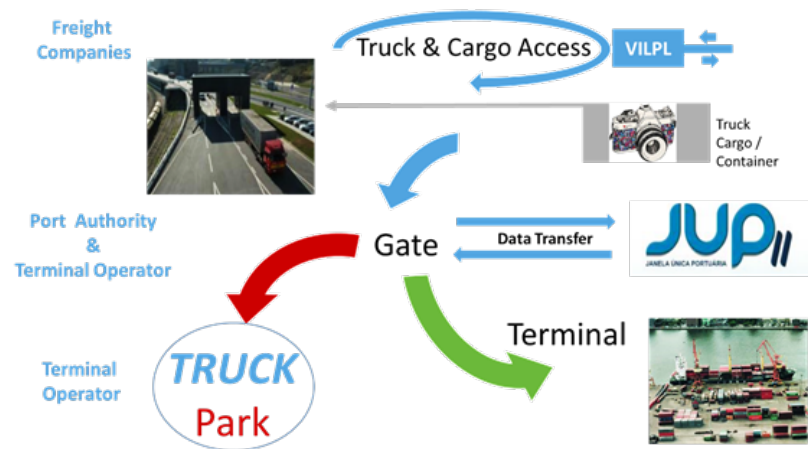 Freight
Companies
Truck & Cargo Access
VILPL
Truck
Cargo /
Container
Port Authority
&
Terminal Operator
Gate
Data Transfer
JUP II
JANELA ÚNICA PORTUÁRIA
Terminal
Terminal
Operator
TRUCK
Park